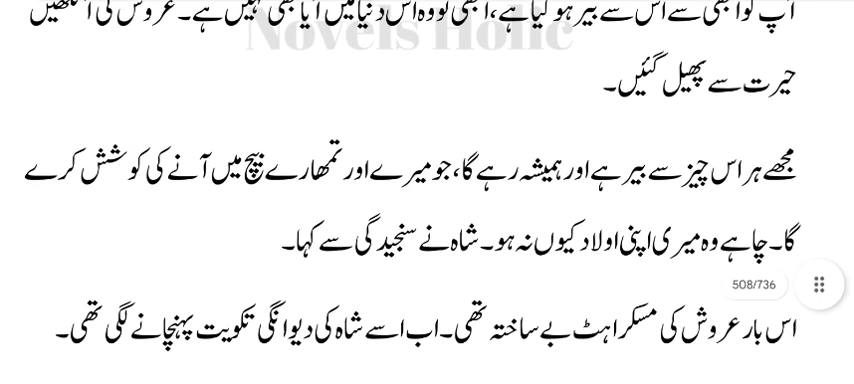 آپ کو ابھی سے اس سے بیر ہو گیا ہے، ابھی تو وہ اس دنیا میں آیا بھی نہیں ہے۔ عروش کی آنکھیں
Novels Holic
حیرت سے پھیل گئیں۔
مجھے ہر اس چیز سے بیر ہے اور ہمیشہ رہے گا، جو میرے اور تمھارے بیچ میں آنے کی کوشش کرے
گا۔ چاہے وہ میری اپنی اولاد کیوں نہ ہو۔ شاہ نے سنجیدگی سے کہا۔
508/736
اس بار عروش کی مسکراہٹ بے ساختہ تھی۔ اب اسے شاہ کی دیوانگی تکویت پہنچانے لگی تھی۔